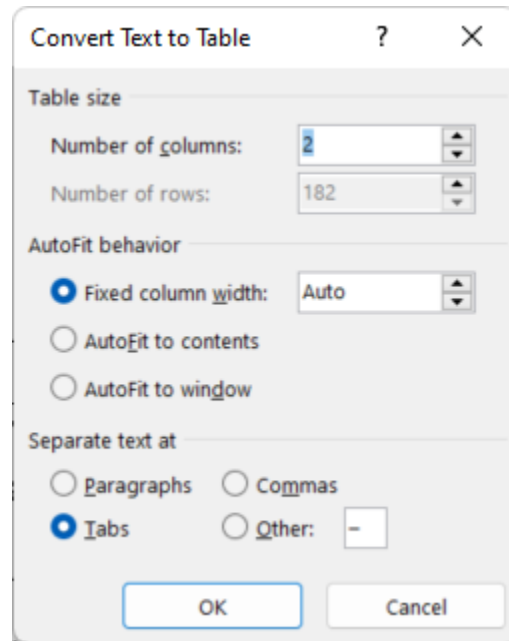 Convert Text to Table ? ×
Table size
Number of columns: 2
Number of rows: 182
AutoFit behavior
Fixed column width: Auto
AutoFit to contents
AutoFit to window
Separate text at
Paragraphs Commas
Tabs Other: –
OK Cancel